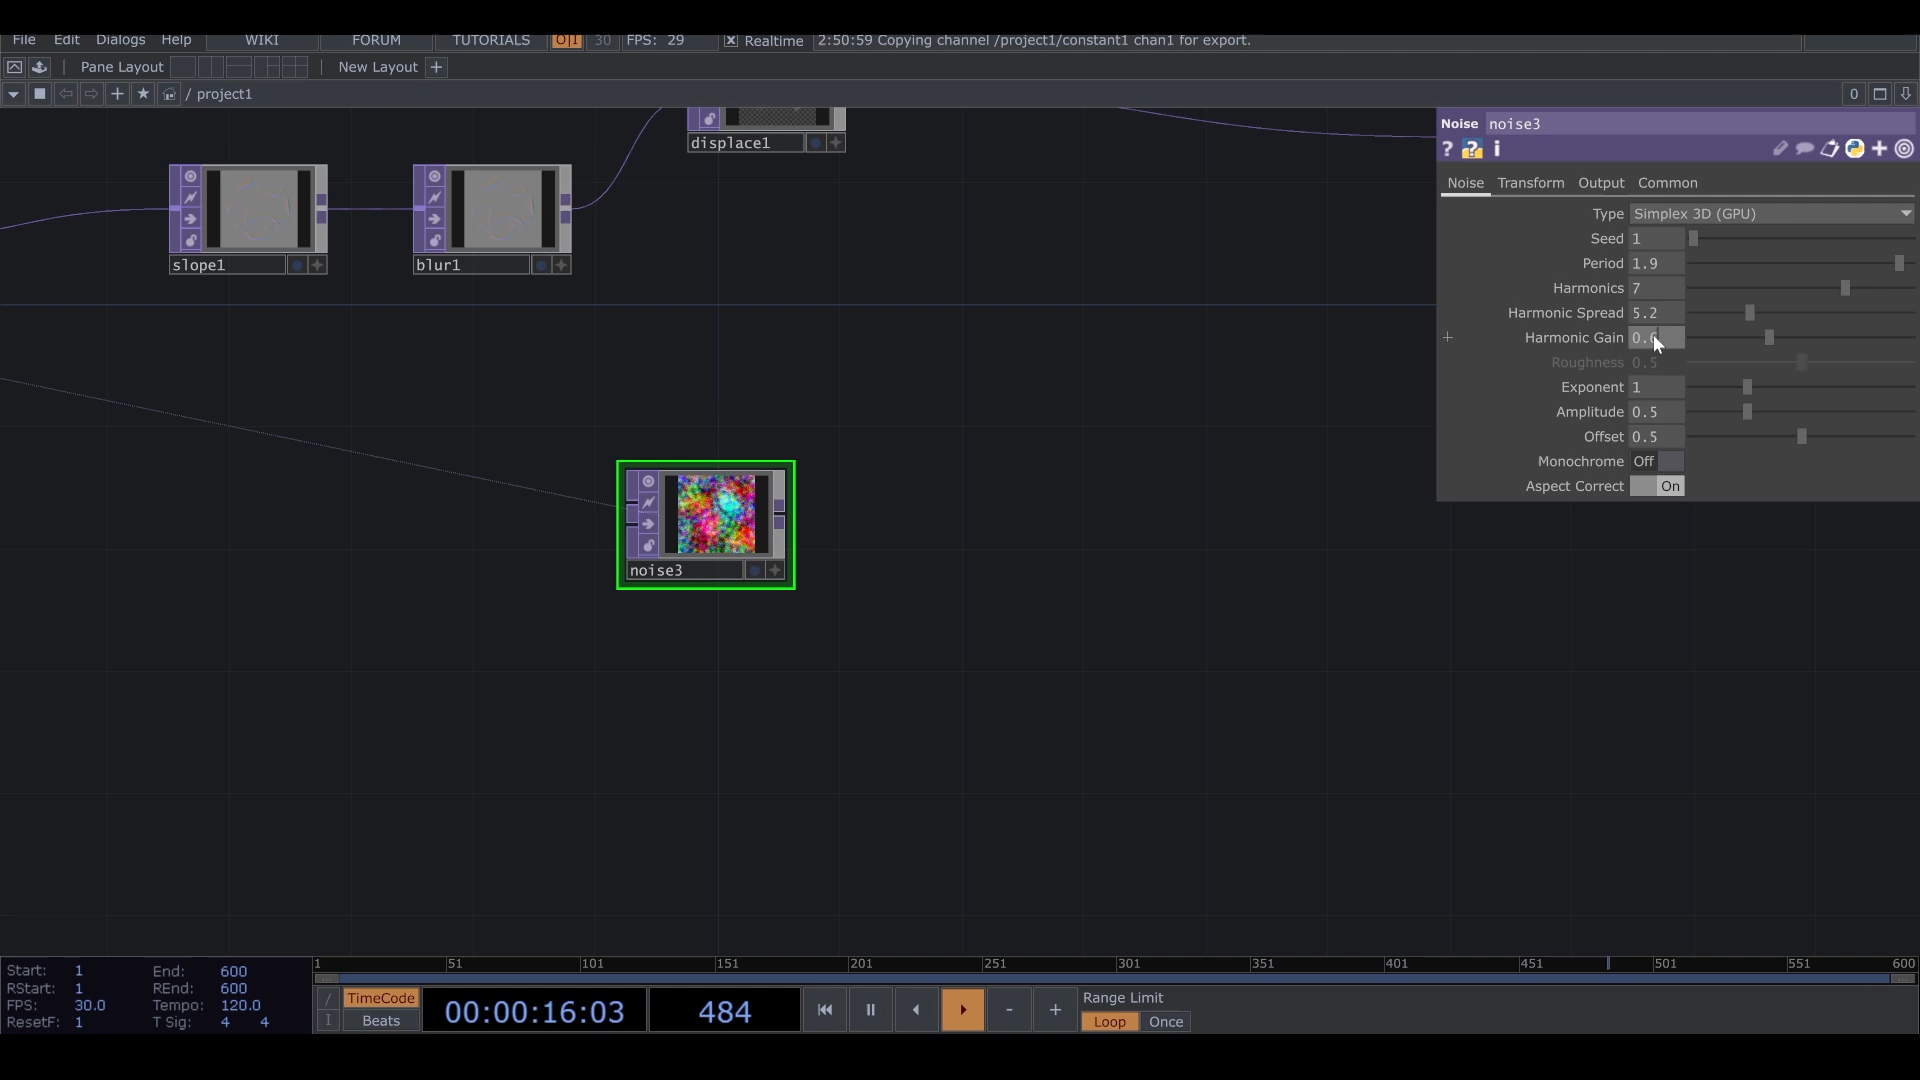 File Edit Dialogs Help WIKI FORUM TUTORIALS O|I 30 FPS: 29 Realtime 2:50:59 Copying channel /project1/constant1 chan1 for export.
Pane Layout New Layout +
/ project1 0
displace1
slope1 blur1
noise3
Noise noise3
? ? i
Noise Transform Output Common
Type Simplex 3D (GPU)
Seed 1
Period 1.9
Harmonics 7
Harmonic Spread 5.2
+ Harmonic Gain
Roughness 0.5
Exponent 1
Amplitude 0.5
Offset 0.5
Monochrome Off
Aspect Correct On
1 51 101 151 201 251 301 351 401 451 501 551 600
Start: 1 End: 600
RStart: 1 REnd: 600
FPS: 30.0 Tempo: 120.0
ResetF: 1 T Sig: 4 4
/ TimeCode 00:00:16:03 484 - + Range Limit
I Beats Loop Once